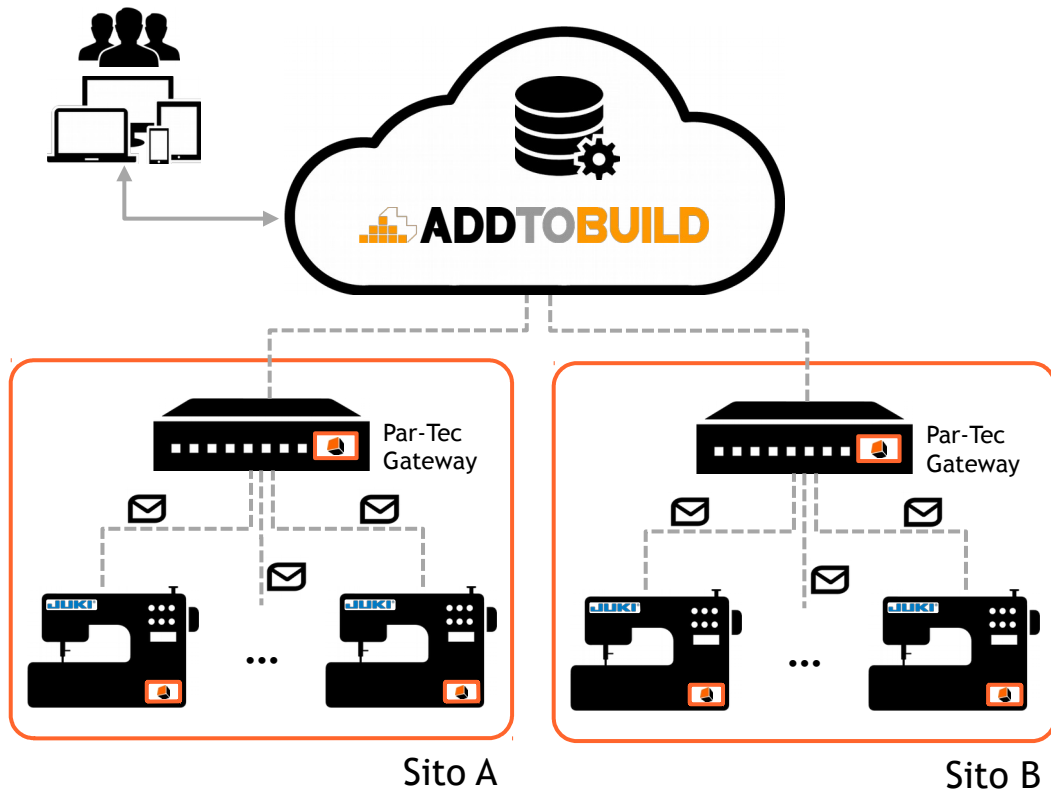 ADDTOBUILD
Par-Tec
Gateway
JUKI
JUKI
...
Sito A
Par-Tec
Gateway
JUKI
JUKI
...
Sito B